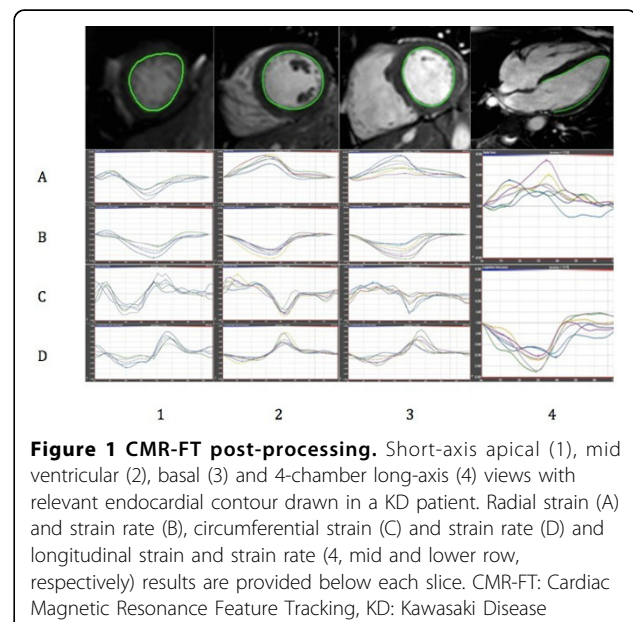 A
B
C
D
1 2 3 4
Figure 1 CMR-FT post-processing. Short-axis apical (1), mid
ventricular (2), basal (3) and 4-chamber long-axis (4) views with
relevant endocardial contour drawn in a KD patient. Radial strain (A)
and strain rate (B), circumferential strain (C) and strain rate (D) and
longitudinal strain and strain rate (4, mid and lower row,
respectively) results are provided below each slice. CMR-FT: Cardiac
Magnetic Resonance Feature Tracking, KD: Kawasaki Disease